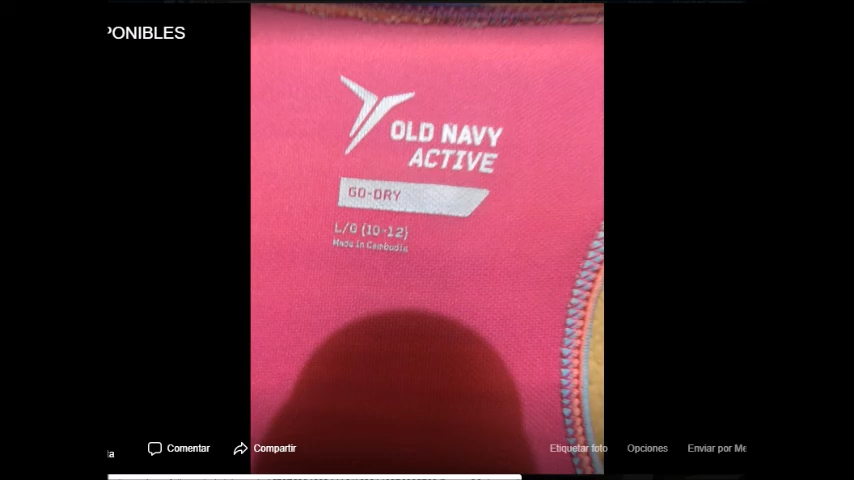 PONIBLES
OLD NAVY
ACTIVE
GO-DRY
L/G (10-12)
Made in Cambodia
Comentar
Compartir
Etiquetar foto
Opciones
Enviar por Me